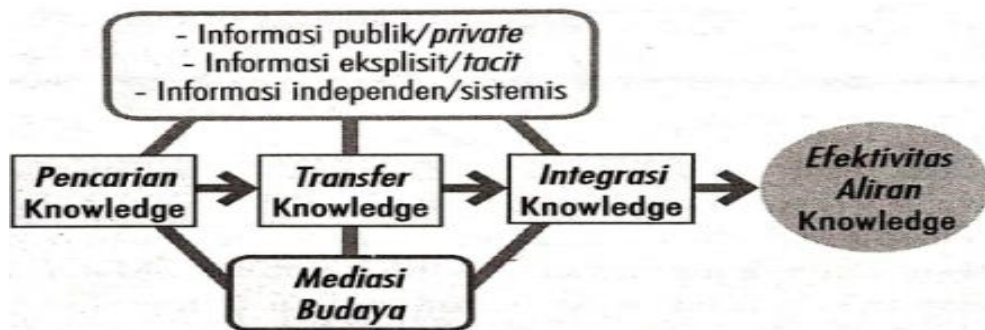 - Informasi publik/private
- Informasi eksplisit/tacit
- Informasi independen/sistemis
Pencarian
Knowledge
Transfer
Knowledge
Integrasi
Knowledge
Efektivitas
Aliran
Knowledge
Mediasi
Budaya